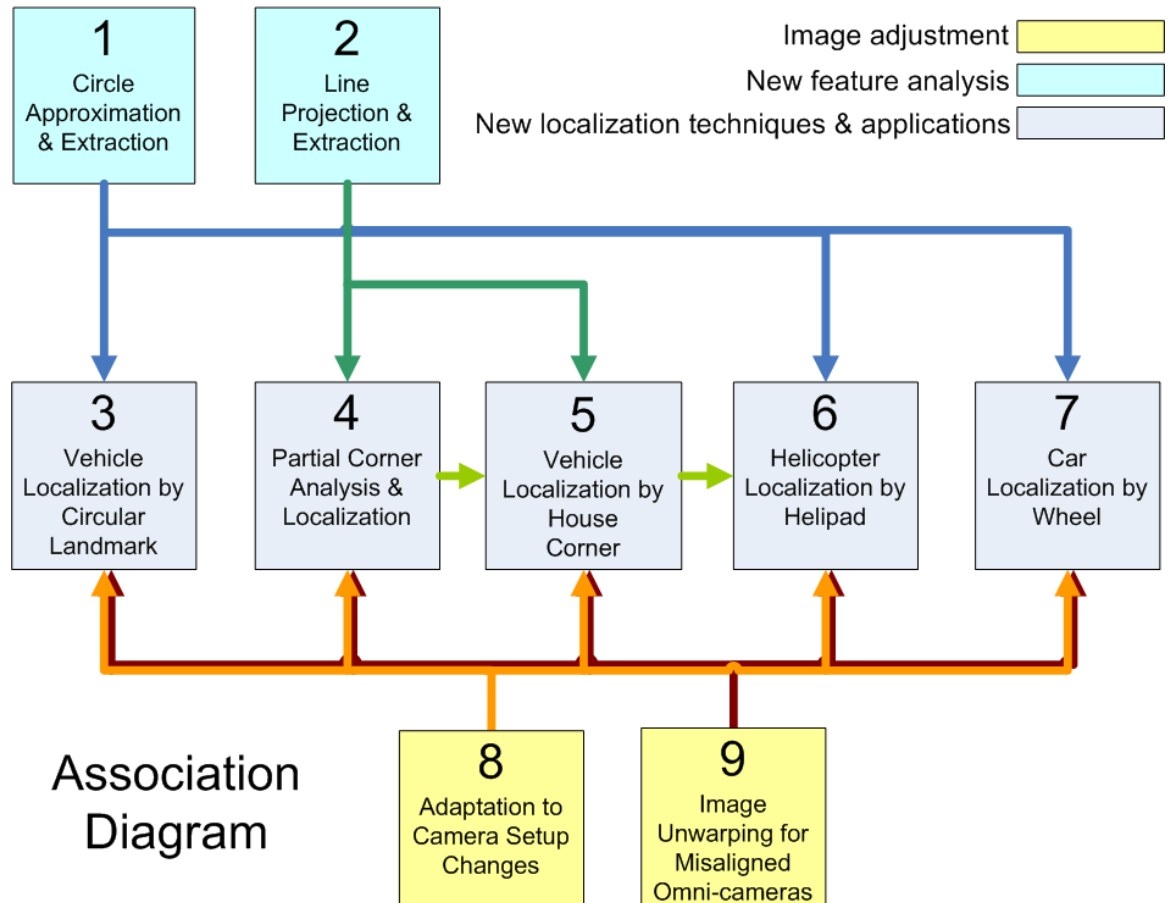 1
Circle
Approximation
& Extraction
2
Line
Projection &
Extraction
Image adjustment
New feature analysis
New localization techniques & applications
3
Vehicle
Localization by
Circular
Landmark
4
Partial Corner
Analysis &
Localization
5
Vehicle
Localization by
House
Corner
6
Helicopter
Localization by
Helipad
7
Car
Localization by
Wheel
Association
Diagram
8
Adaptation to
Camera Setup
Changes
9
Image
Unwarping for
Misaligned
Omni-cameras